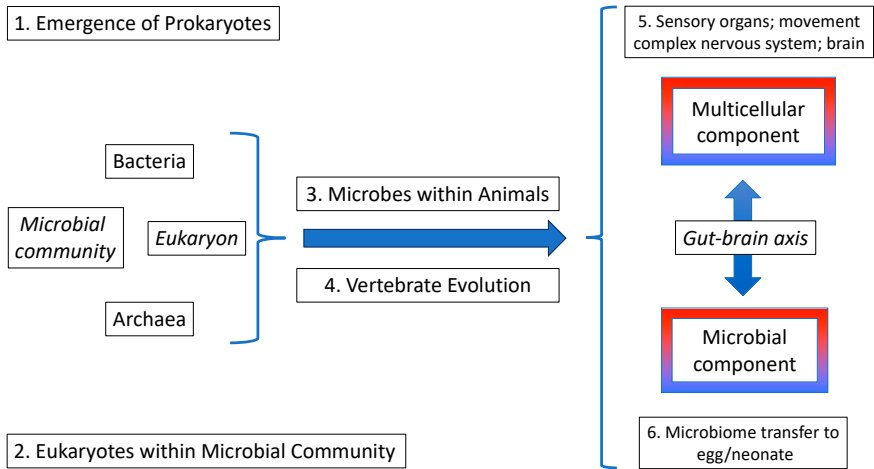 1. Emergence of Prokaryotes
Bacteria
Microbial
community
Eukaryon
Archaea
2. Eukaryotes within Microbial Community
3. Microbes within Animals
4. Vertebrate Evolution
5. Sensory organs; movement
complex nervous system; brain
Multicellular
component
Gut-brain axis
Microbial
component
6. Microbiome transfer to
egg/neonate